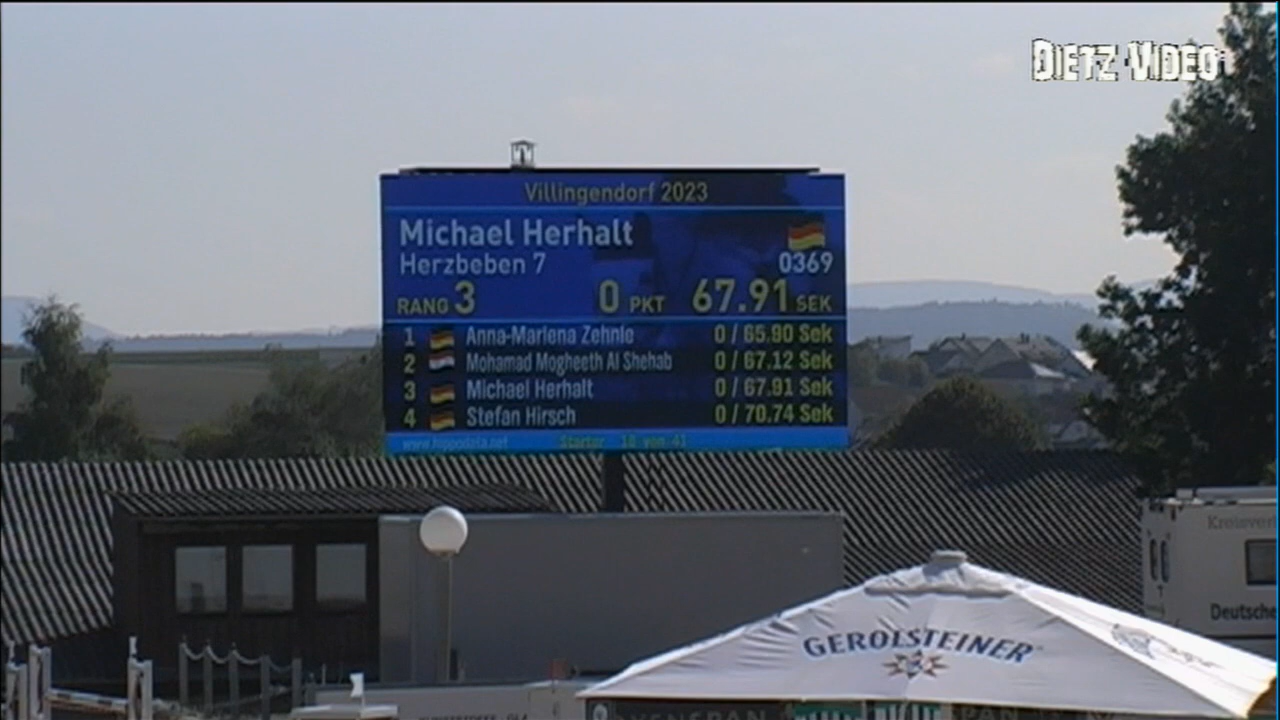 DIETZ VIDEO
Villingendorf 2023
Michael Herhalt
Herzbeben 7
0369
RANG 3 0 PKT 67.91 SEK
1 Anna-Marlena Zehnle 0 / 65.90 Sek
2 Mohamad Mogheeth Al Shehab 0 / 67.12 Sek
3 Michael Herhalt 0 / 67.91 Sek
4 Stefan Hirsch 0 / 70.74 Sek
www.hippodata.net Starter 18 von 41
Deutsche
GEROLSTEINER